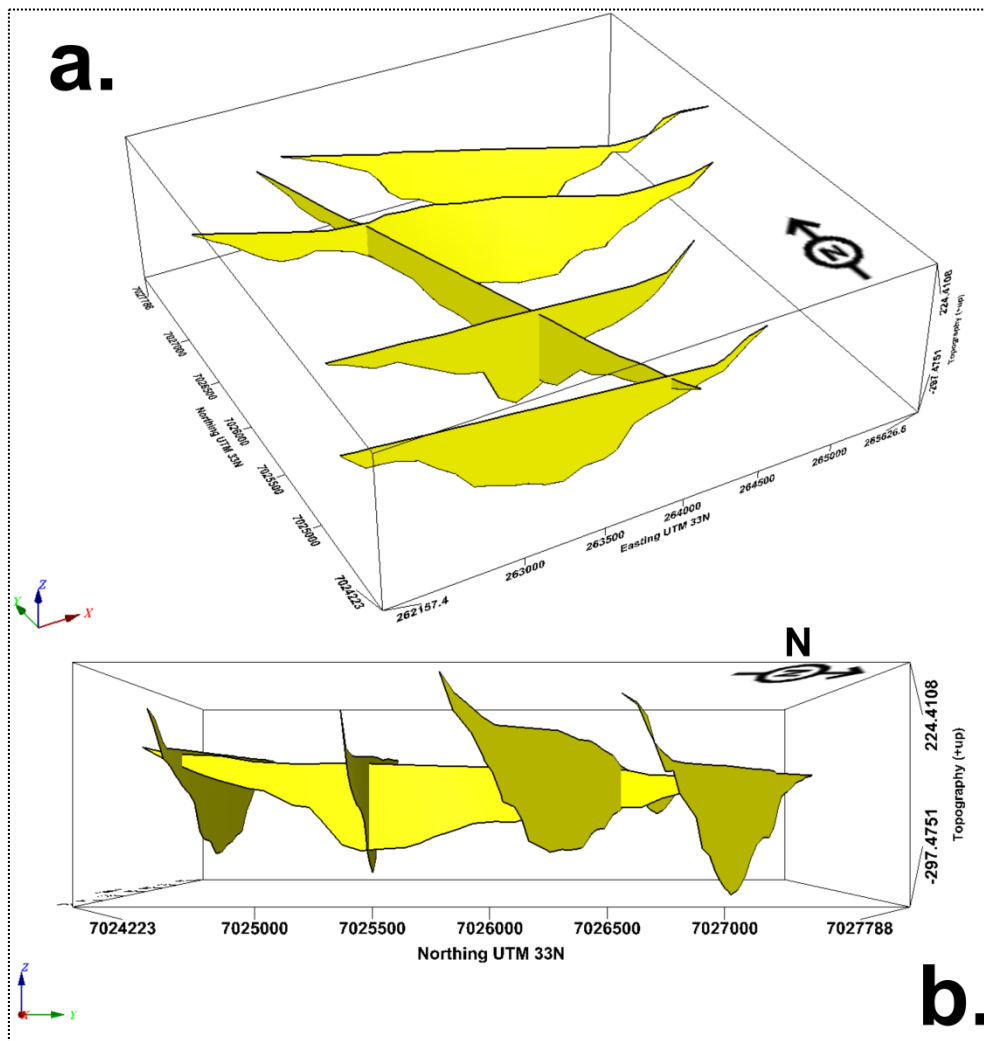 a.
N
224.4108
Topography (+up)
-297.4751
7027788
7027000
7026500
7026000
7025500
7025000
7024223
Northing UTM 33N
262157.4
263000
263500
264000
264500
265000
265626.6
Easting UTM 33N
Z
Y
X
N
N
224.4108
Topography (+up)
-297.4751
7024223
7025000
7025500
7026000
7026500
7027000
7027788
Northing UTM 33N
Z
X
Y
b.